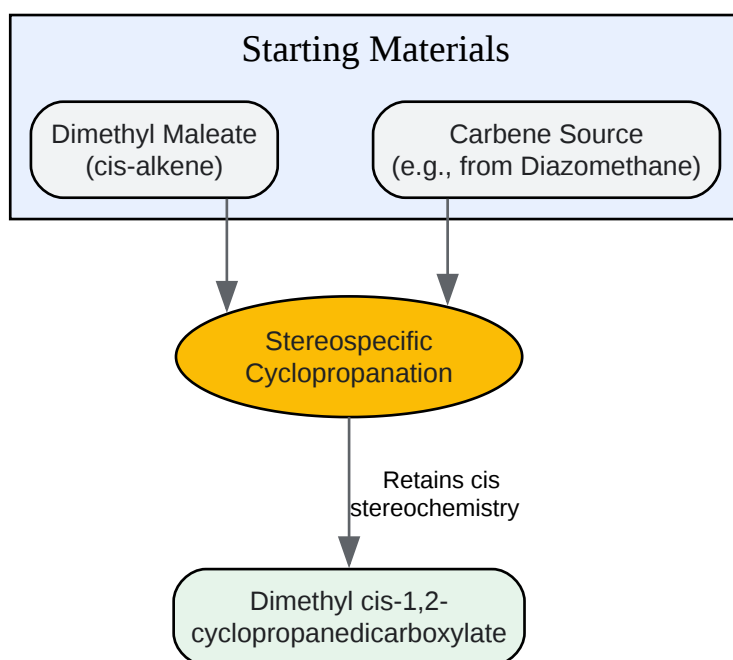 Starting Materials
Dimethyl Maleate
(cis-alkene)
Carbene Source
(e.g., from Diazomethane)
Stereospecific
Cyclopropanation
Retains cis
stereochemistry
Dimethyl cis-1,2-
cyclopropanedicarboxylate